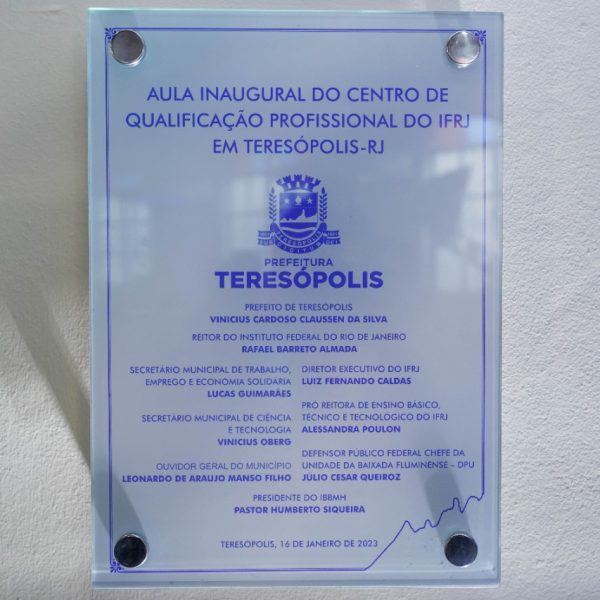 AULA INAUGURAL DO CENTRO DE
QUALIFICAÇÃO PROFISSIONAL DO IFRJ
EM TERESÓPOLIS-RJ
TERESÓPOLIS
PREFEITURA
TERESÓPOLIS
PREFEITO DE TERESÓPOLIS
VINICIUS CARDOSO CLAUSSEN DA SILVA
REITOR DO INSTITUTO FEDERAL DO RIO DE JANEIRO
RAFAEL BARRETO ALMADA
SECRETÁRIO MUNICIPAL DE TRABALHO,
EMPREGO E ECONOMIA SOLIDÁRIA
LUCAS GUIMARÃES
DIRETOR EXECUTIVO DO IFRJ
LUIZ FERNANDO CALDAS
SECRETÁRIO MUNICIPAL DE CIÊNCIA
E TECNOLOGIA
VINICIUS OBERG
PRÓ REITORA DE ENSINO BÁSICO,
TÉCNICO E TECNOLÓGICO DO IFRJ
ALESSANDRA POULON
OUVIDOR GERAL DO MUNICÍPIO
LEONARDO DE ARAUJO MANSO FILHO
DEFENSOR PÚBLICO FEDERAL CHEFE DA
UNIDADE DA BAIXADA FLUMINENSE – DPU
JÚLIO CESAR QUEIROZ
PRESIDENTE DO IBBMH
PASTOR HUMBERTO SIQUEIRA
TERESÓPOLIS, 16 DE JANEIRO DE 2023